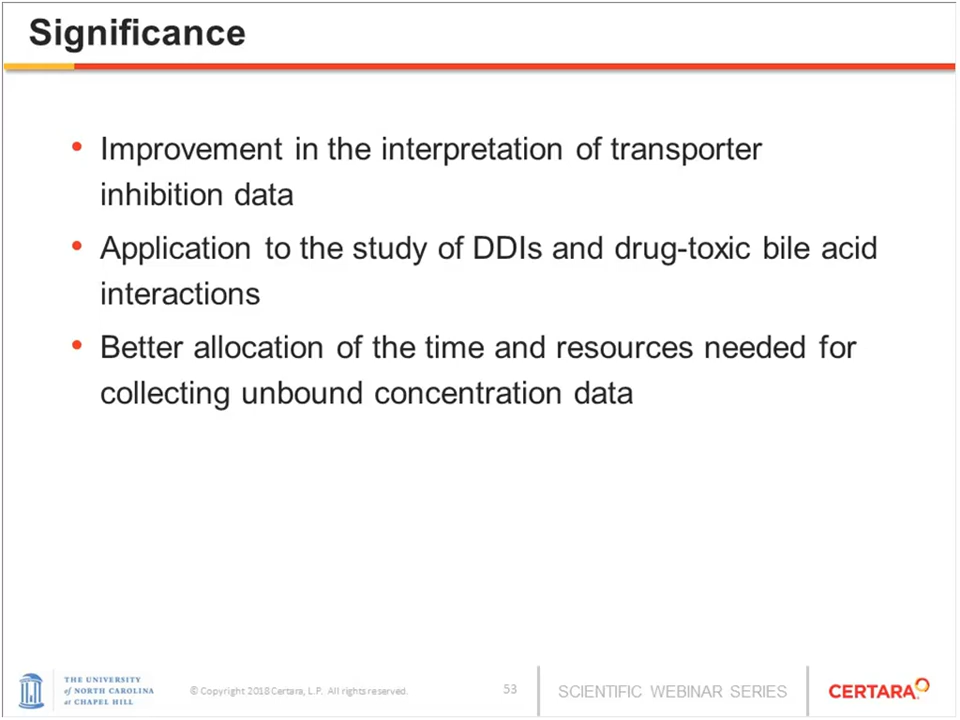 Significance
• Improvement in the interpretation of transporter
inhibition data
• Application to the study of DDIs and drug-toxic bile acid
interactions
• Better allocation of the time and resources needed for
collecting unbound concentration data
THE UNIVERSITY
of NORTH CAROLINA
at CHAPEL HILL
© Copyright 2018 Certara, L.P. All rights reserved.
53
SCIENTIFIC WEBINAR SERIES
CERTARA